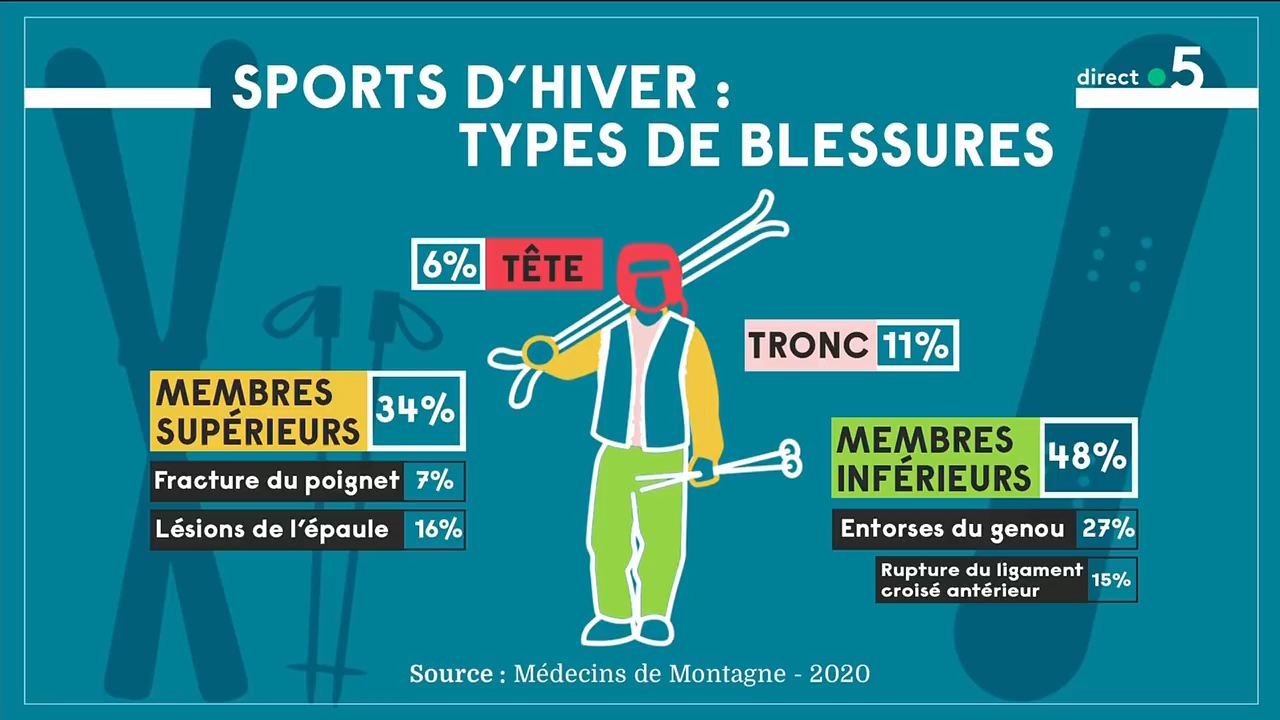 SPORTS D'HIVER :
TYPES DE BLESSURES
direct 5
6% TÊTE
TRONC 11%
MEMBRES
SUPÉRIEURS
34%
Fracture du poignet 7%
Lésions de l'épaule 16%
MEMBRES
INFÉRIEURS
48%
Entorses du genou 27%
Rupture du ligament
croisé antérieur
15%
Source : Médecins de Montagne - 2020